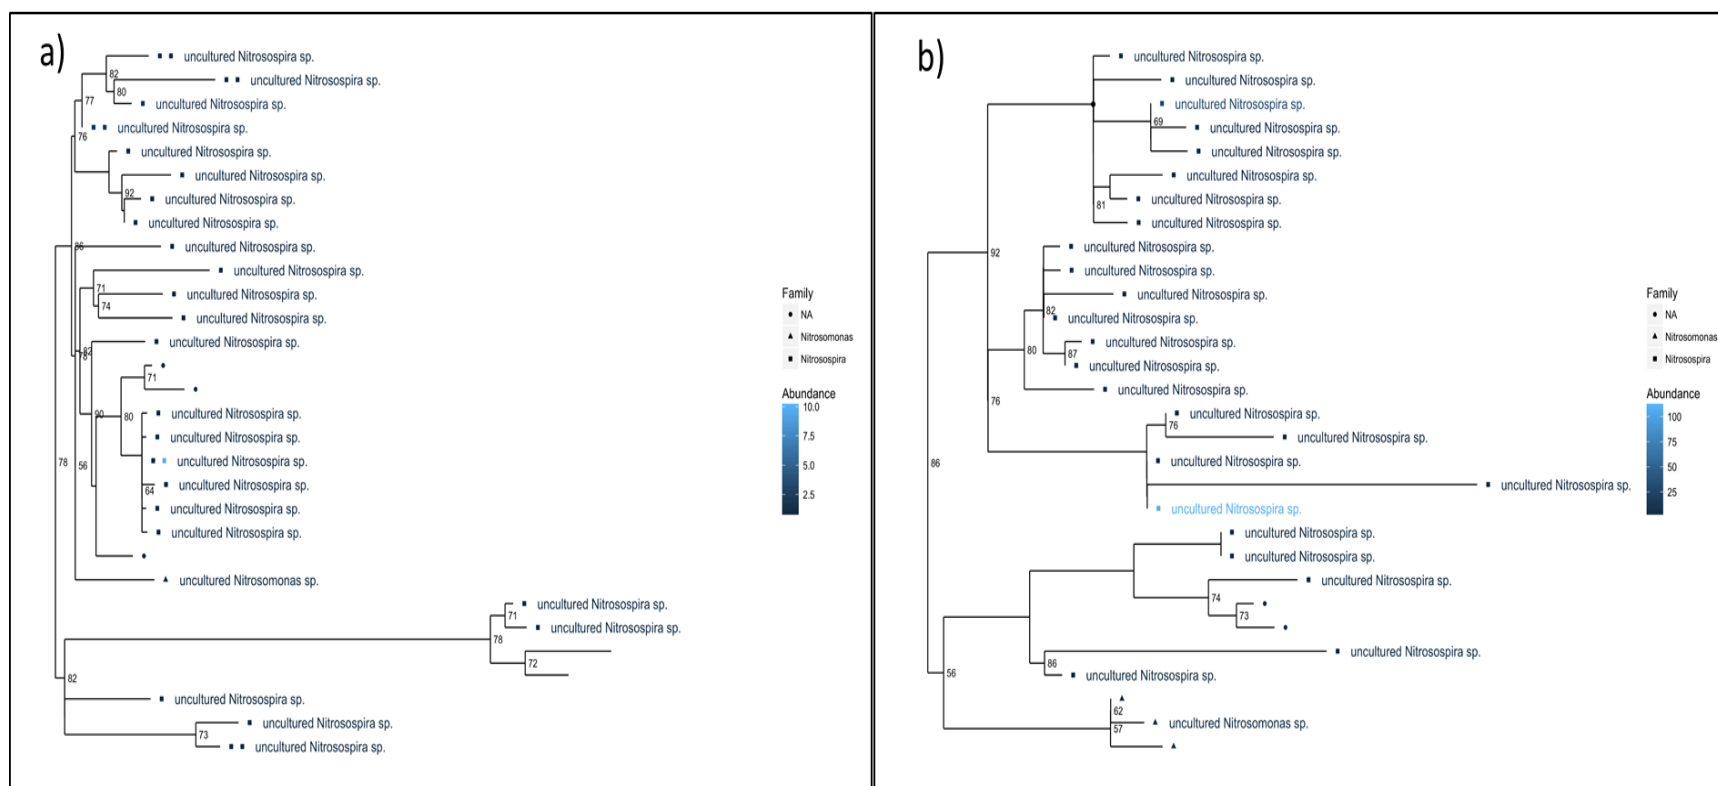 a)
uncultured Nitrosospira sp.
82
uncultured Nitrosospira sp.
80
uncultured Nitrosospira sp.
77
uncultured Nitrosospira sp.
76
uncultured Nitrosospira sp.
uncultured Nitrosospira sp.
92
uncultured Nitrosospira sp.
uncultured Nitrosospira sp.
86
uncultured Nitrosospira sp.
uncultured Nitrosospira sp.
71
uncultured Nitrosospira sp.
74
uncultured Nitrosospira sp.
uncultured Nitrosospira sp.
82
78
71
90
80
uncultured Nitrosospira sp.
uncultured Nitrosospira sp.
78
56
uncultured Nitrosospira sp.
64
uncultured Nitrosospira sp.
uncultured Nitrosospira sp.
uncultured Nitrosospira sp.
uncultured Nitrosomonas sp.
uncultured Nitrosospira sp.
71
uncultured Nitrosospira sp.
78
72
82
uncultured Nitrosospira sp.
uncultured Nitrosospira sp.
73
uncultured Nitrosospira sp.
Family
NA
Nitrosomonas
Nitrosospira
Abundance
10.0
7.5
5.0
2.5
b)
uncultured Nitrosospira sp.
uncultured Nitrosospira sp.
uncultured Nitrosospira sp.
69
uncultured Nitrosospira sp.
uncultured Nitrosospira sp.
uncultured Nitrosospira sp.
81
uncultured Nitrosospira sp.
uncultured Nitrosospira sp.
92
uncultured Nitrosospira sp.
uncultured Nitrosospira sp.
uncultured Nitrosospira sp.
82
uncultured Nitrosospira sp.
uncultured Nitrosospira sp.
80
87
uncultured Nitrosospira sp.
uncultured Nitrosospira sp.
76
uncultured Nitrosospira sp.
76
uncultured Nitrosospira sp.
86
uncultured Nitrosospira sp.
uncultured Nitrosospira sp.
uncultured Nitrosospira sp.
uncultured Nitrosospira sp.
uncultured Nitrosospira sp.
uncultured Nitrosospira sp.
74
73
uncultured Nitrosospira sp.
86
56
uncultured Nitrosospira sp.
62
uncultured Nitrosomonas sp.
57
Family
NA
Nitrosomonas
Nitrosospira
Abundance
100
75
50
25